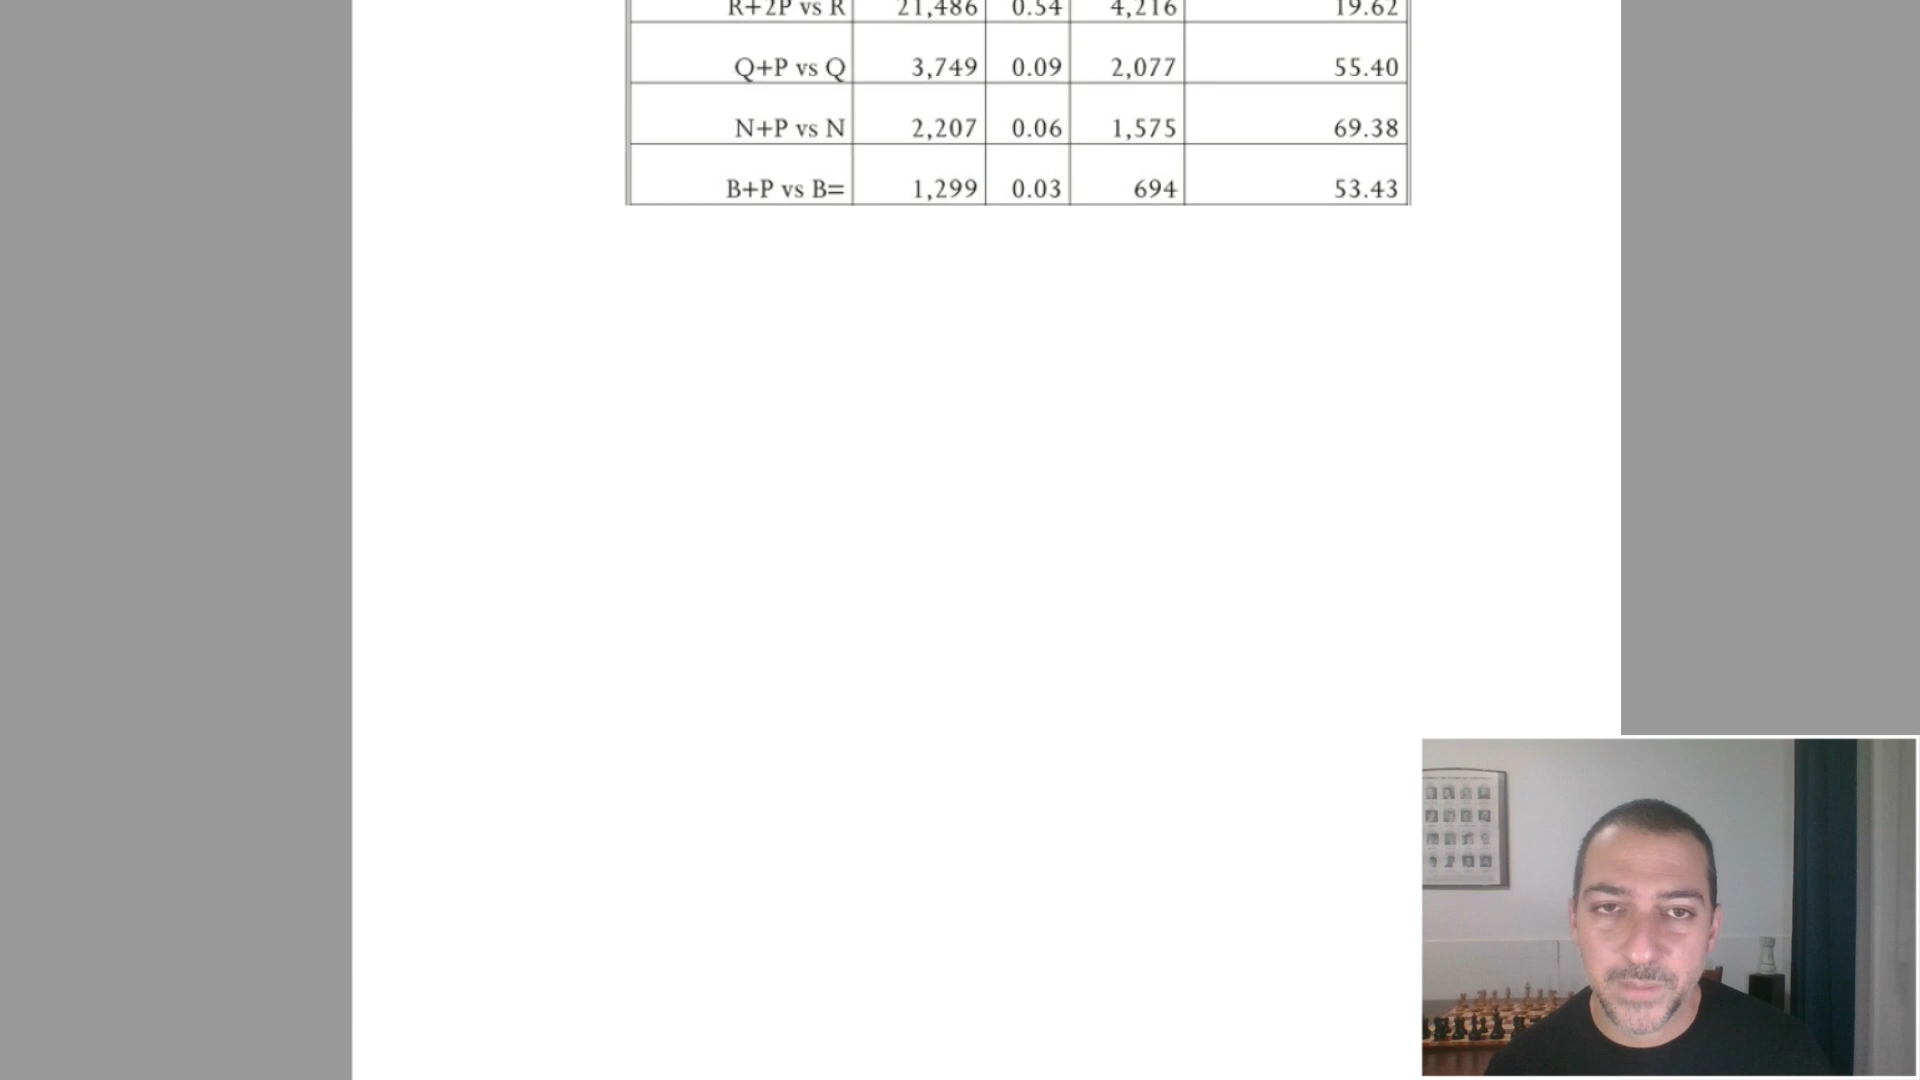 R+2P vs R 21,486 0.54 4,216 19.62
Q+P vs Q 3,749 0.09 2,077 55.40
N+P vs N 2,207 0.06 1,575 69.38
B+P vs B= 1,299 0.03 694 53.43